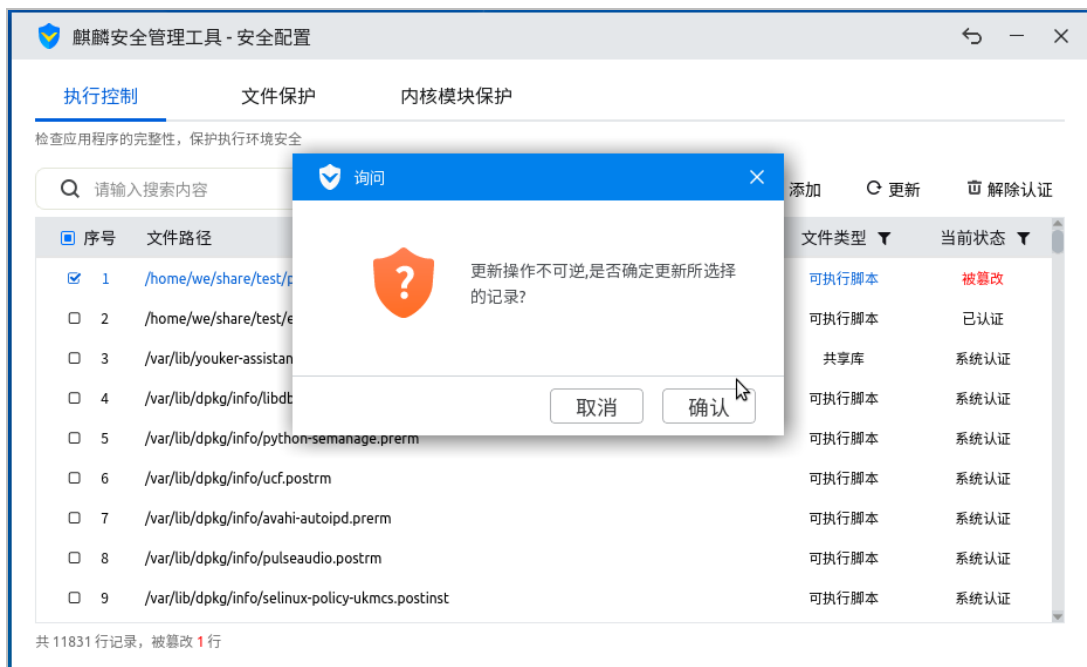 麒麟安全管理工具 - 安全配置
执行控制 文件保护 内核模块保护
检查应用程序的完整性，保护执行环境安全
请输入搜索内容 添加 更新 解除认证
询问
更新操作不可逆,是否确定更新所选择
的记录?
取消 确认
序号 文件路径 文件类型 当前状态
1 /home/we/share/test/p 可执行脚本 被篡改
2 /home/we/share/test/e 可执行脚本 已认证
3 /var/lib/youker-assistan 共享库 系统认证
4 /var/lib/dpkg/info/libdb 可执行脚本 系统认证
5 /var/lib/dpkg/info/python-semanage.prerm 可执行脚本 系统认证
6 /var/lib/dpkg/info/ucf.postrm 可执行脚本 系统认证
7 /var/lib/dpkg/info/avahi-autoipd.prerm 可执行脚本 系统认证
8 /var/lib/dpkg/info/pulseaudio.postrm 可执行脚本 系统认证
9 /var/lib/dpkg/info/selinux-policy-ukmcs.postinst 可执行脚本 系统认证
共 11831 行记录，被篡改 1 行